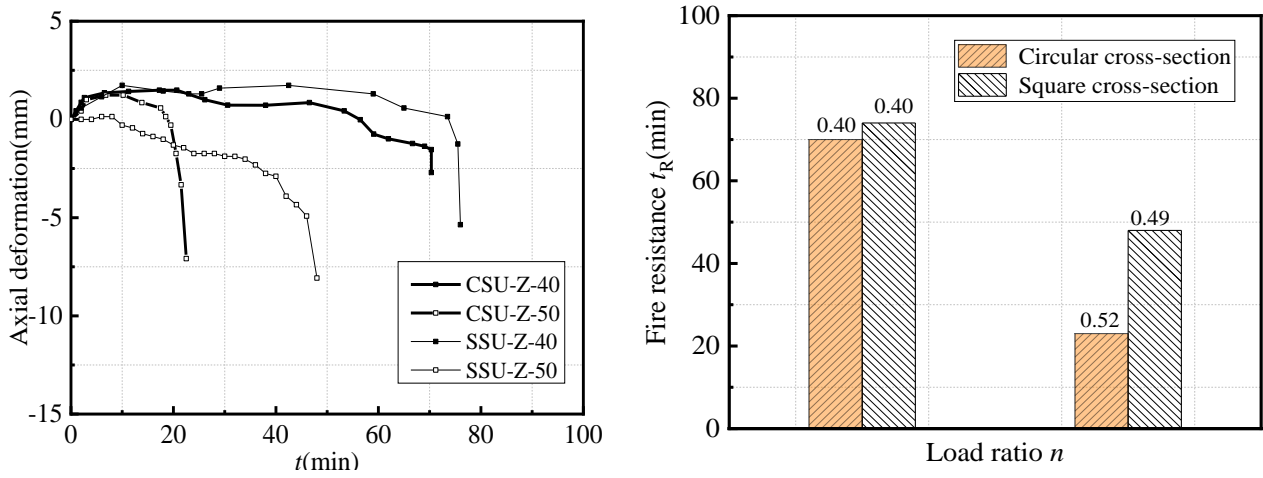 5
0
-5
-10
-15
Axial deformation(mm)
0
20
40
60
80
100
t(min)
CSU-Z-40
CSU-Z-50
SSU-Z-40
SSU-Z-50
100
80
60
40
20
0
Fire resistance tR(min)
Circular cross-section
Square cross-section
0.40
0.40
0.52
0.49
Load ratio n